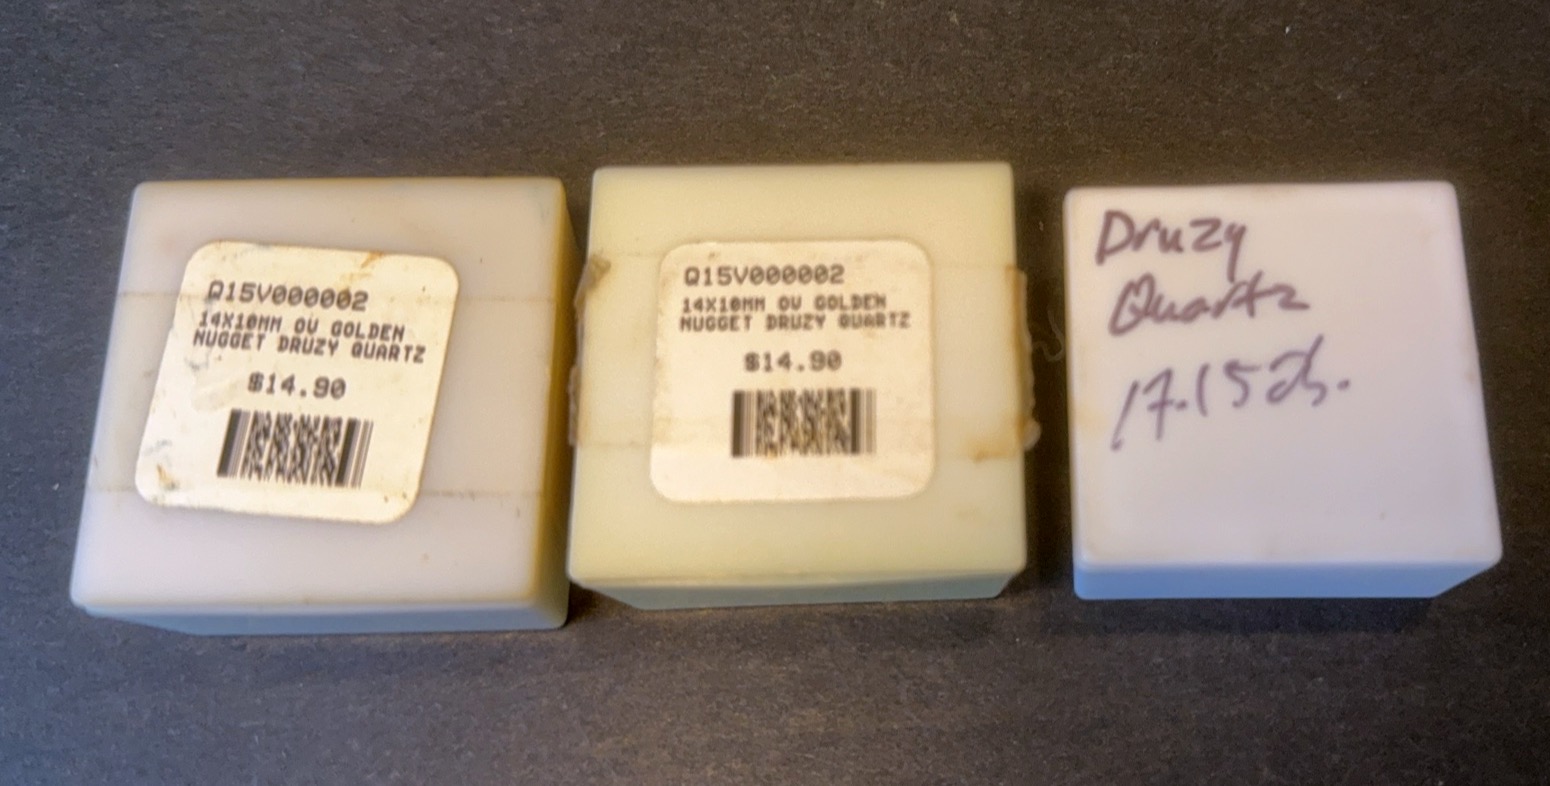 Q15V000002
14X10MM OV GOLDEN
NUGGET DRUZY QUARTZ
$14.90
Q15V000002
14X10MM OV GOLDEN
NUGGET DRUZY QUARTZ
$14.90
Druzy
Quartz
17.15